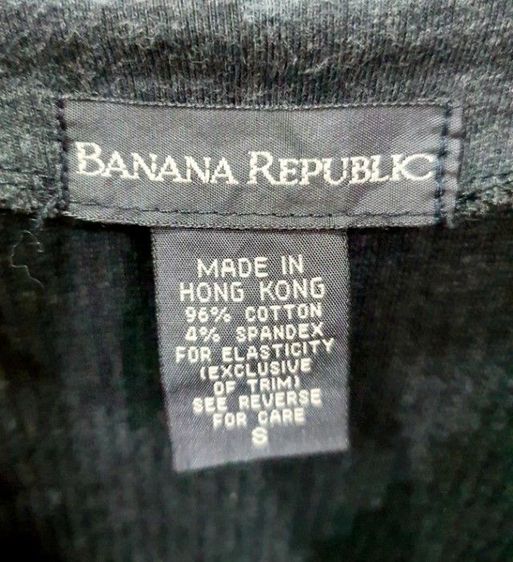 BANANA REPUBLIC
MADE IN
HONG KONG
96% COTTON
4% SPANDEX
FOR ELASTICITY
(EXCLUSIVE
OF TRIM)
SEE REVERSE
FOR CARE
S